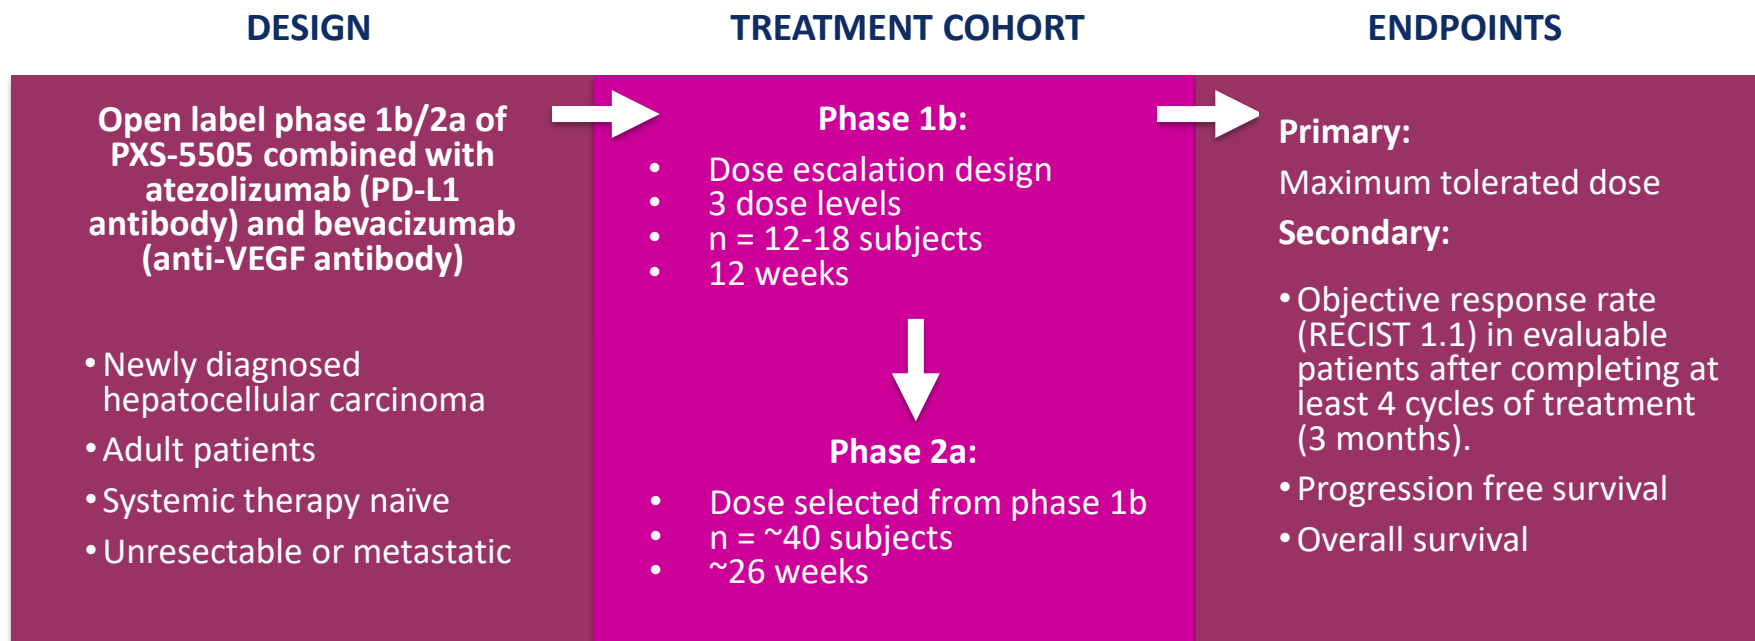 DESIGN
TREATMENT COHORT
ENDPOINTS
Open label phase 1b/2a of
PXS-5505 combined with
atezolizumab (PD-L1
antibody) and bevacizumab
(anti-VEGF antibody)
• Newly diagnosed
hepatocellular carcinoma
• Adult patients
• Systemic therapy naïve
• Unresectable or metastatic
Phase 1b:
• Dose escalation design
• 3 dose levels
• n = 12-18 subjects
• 12 weeks
Phase 2a:
• Dose selected from phase 1b
• n = ~40 subjects
• ~26 weeks
Primary:
Maximum tolerated dose
Secondary:
• Objective response rate
(RECIST 1.1) in evaluable
patients after completing at
least 4 cycles of treatment
(3 months).
• Progression free survival
• Overall survival